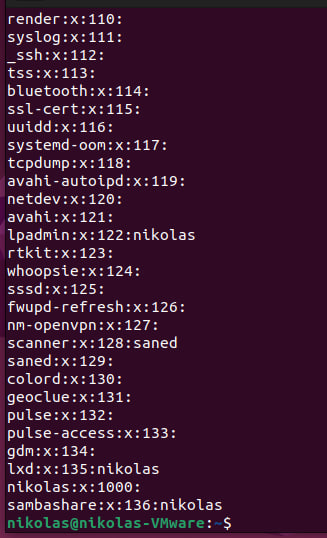 render:x:110:
syslog:x:111:
_ssh:x:112:
tss:x:113:
bluetooth:x:114:
ssl-cert:x:115:
uuidd:x:116:
systemd-oom:x:117:
tcpdump:x:118:
avahi-autoipd:x:119:
netdev:x:120:
avahi:x:121:
lpadmin:x:122:nikolas
rtkit:x:123:
whoopsie:x:124:
sssd:x:125:
fwupd-refresh:x:126:
nm-openvpn:x:127:
scanner:x:128:saned
saned:x:129:
colord:x:130:
geoclue:x:131:
pulse:x:132:
pulse-access:x:133:
gdm:x:134:
lxd:x:135:nikolas
nikolas:x:1000:
sambashare:x:136:nikolas
nikolas@nikolas-VMware:~$